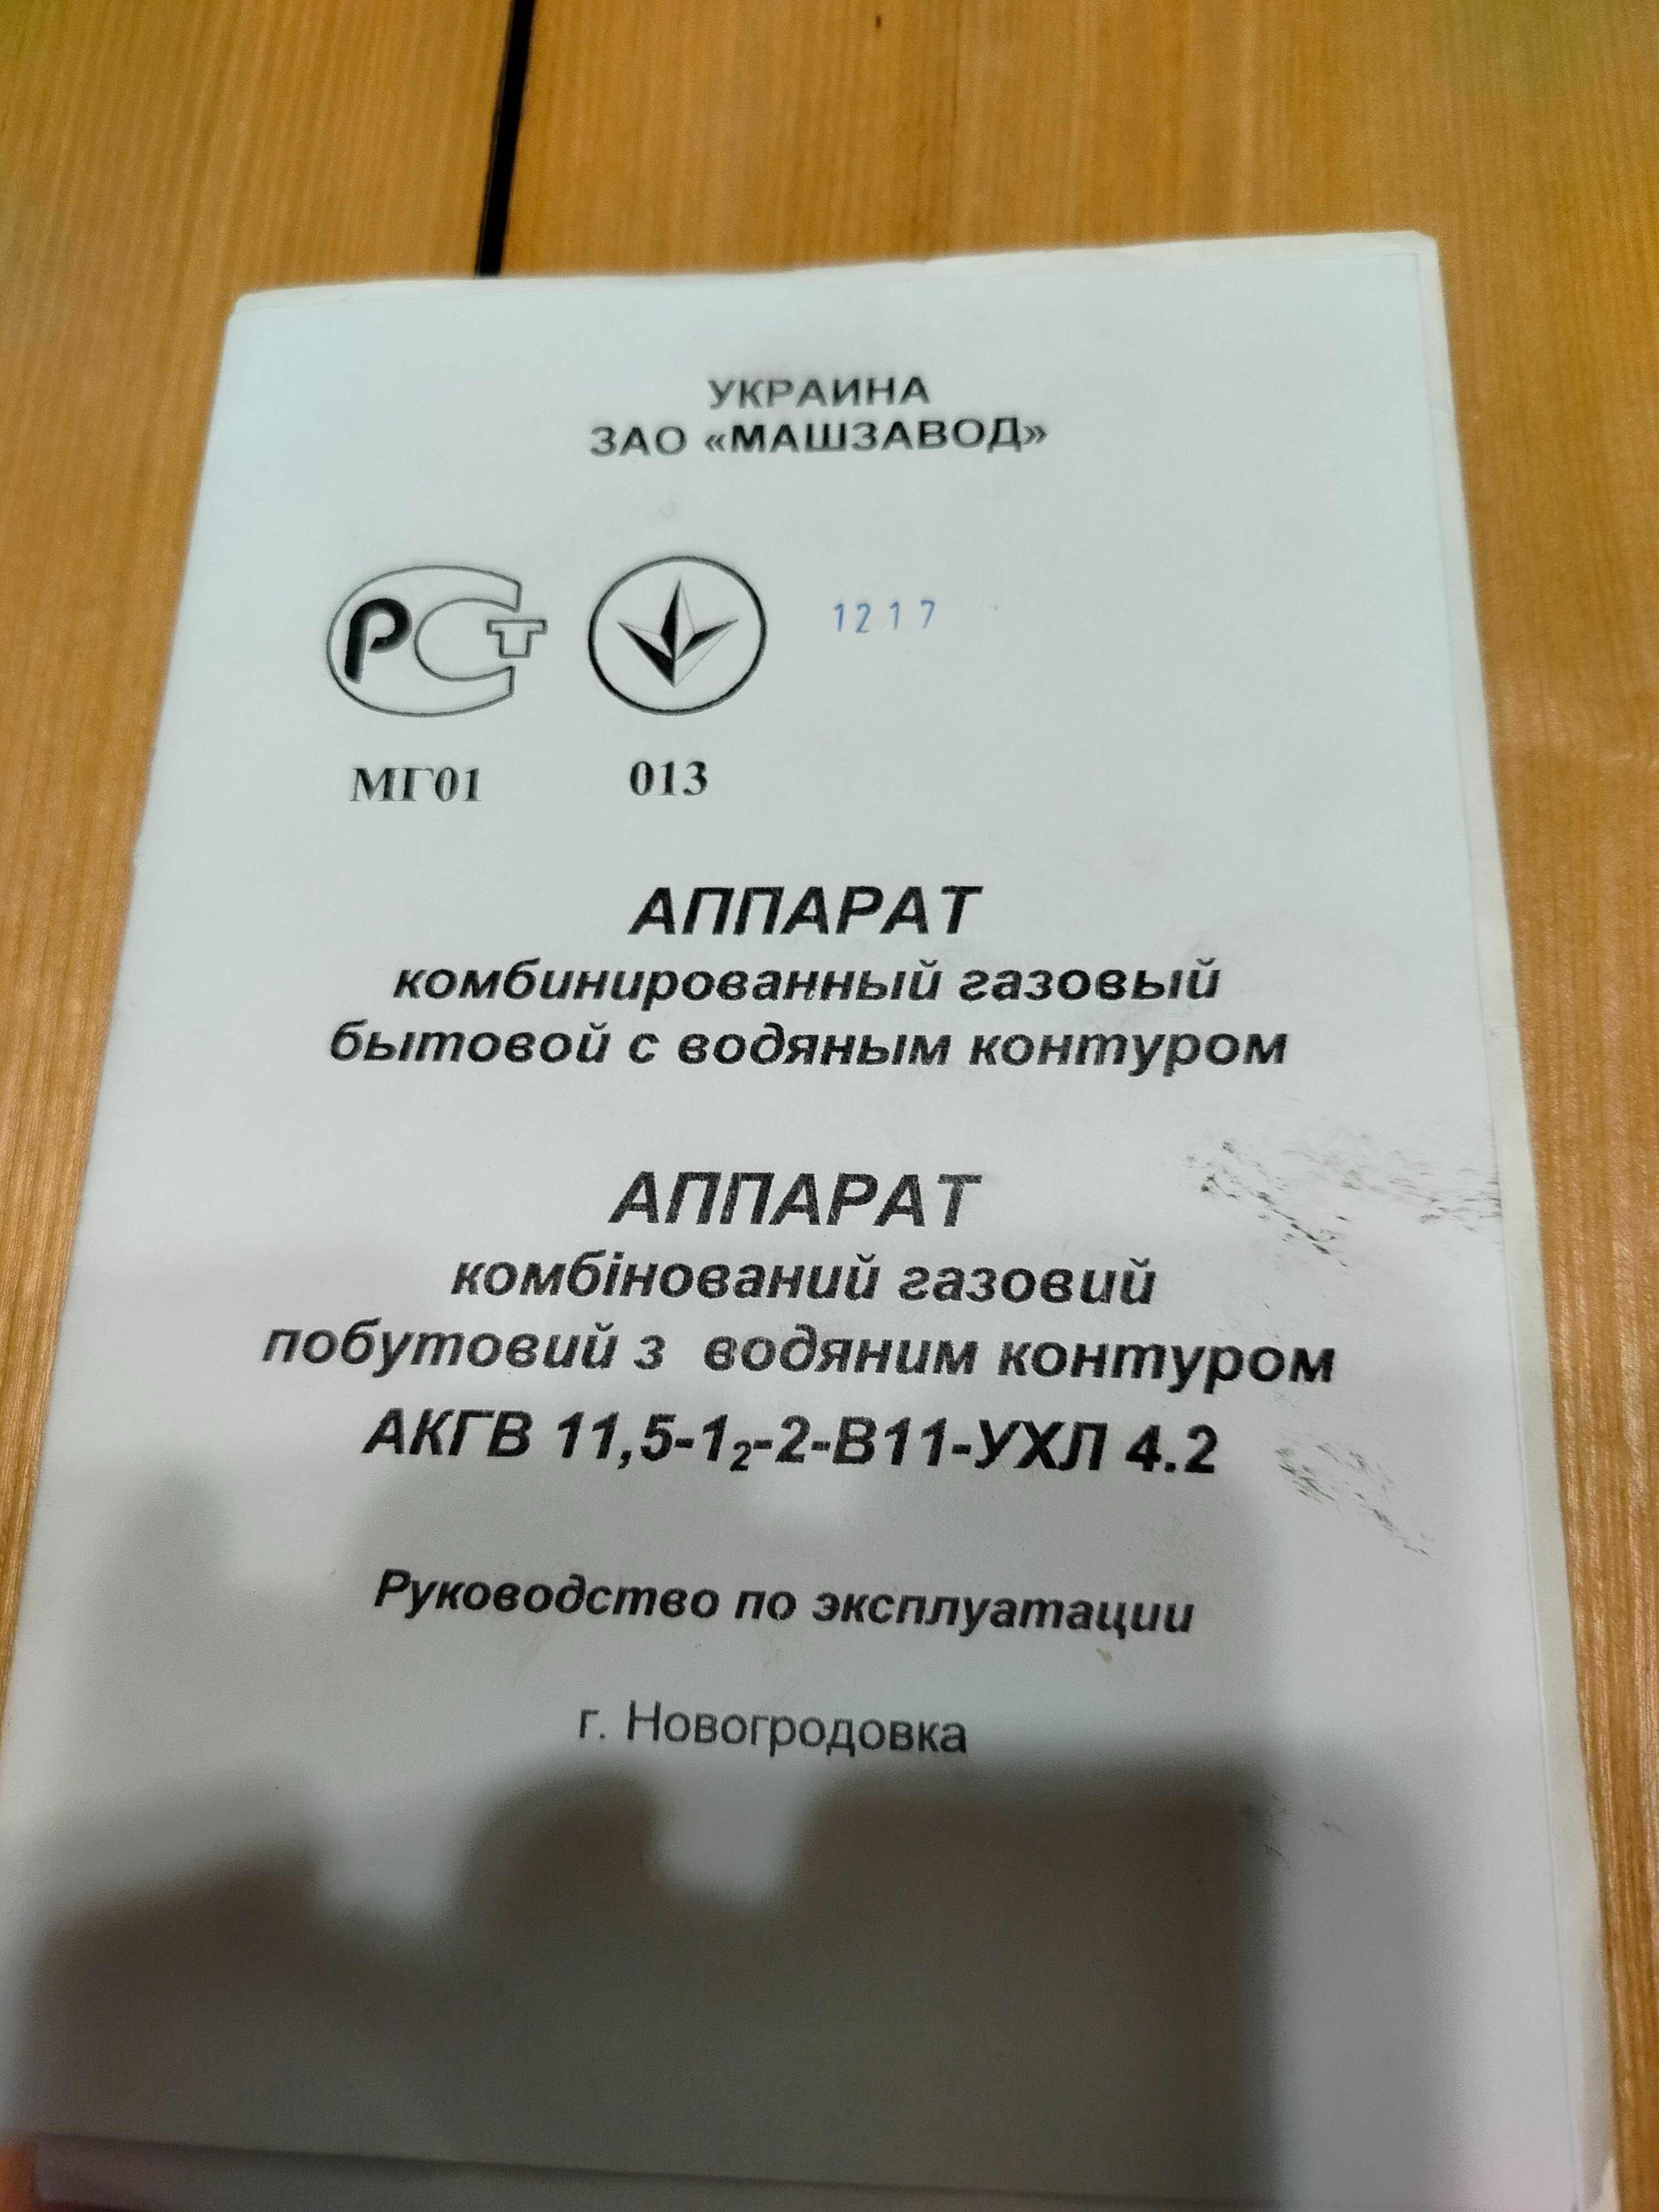 УКРАИНА
ЗАО «МАШЗАВОД»
РСТ
1217
МГ01 013
АППАРАТ
комбинированный газовый
бытовой с водяным контуром
АППАРАТ
комбінований газовий
побутовий з водяним контуром
АКГВ 11,5-1₂-2-В11-УХЛ 4.2
Руководство по эксплуатации
г. Новогродовка